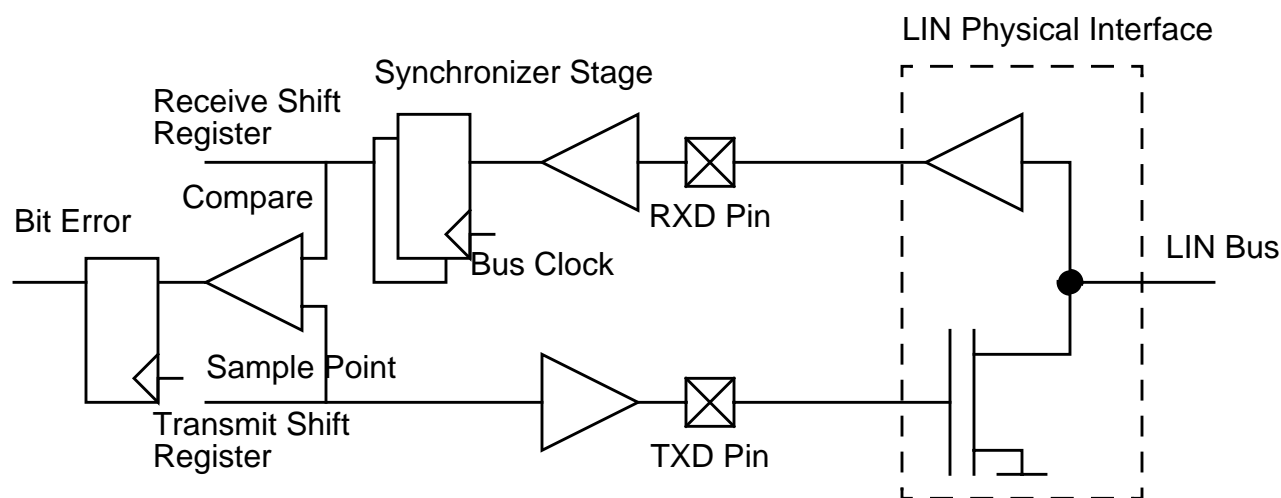 LIN Physical Interface
Synchronizer Stage
Receive Shift
Register
Compare
RXD Pin
Bit Error
Bus Clock
LIN Bus
Sample Point
Transmit Shift
Register
TXD Pin